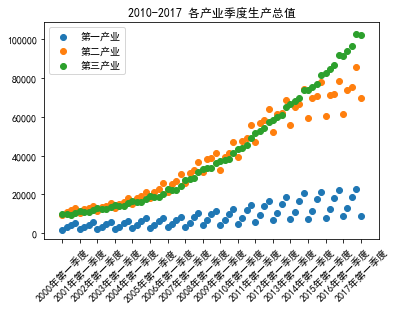 2010-2017 各产业季度生产总值
第一产业
第二产业
第三产业
100000
80000
60000
40000
20000
0
2000年第一季度
2001年第一季度
2002年第一季度
2003年第一季度
2004年第一季度
2005年第一季度
2006年第一季度
2007年第一季度
2008年第一季度
2009年第一季度
2010年第一季度
2011年第一季度
2012年第一季度
2013年第一季度
2014年第一季度
2015年第一季度
2016年第一季度
2017年第一季度